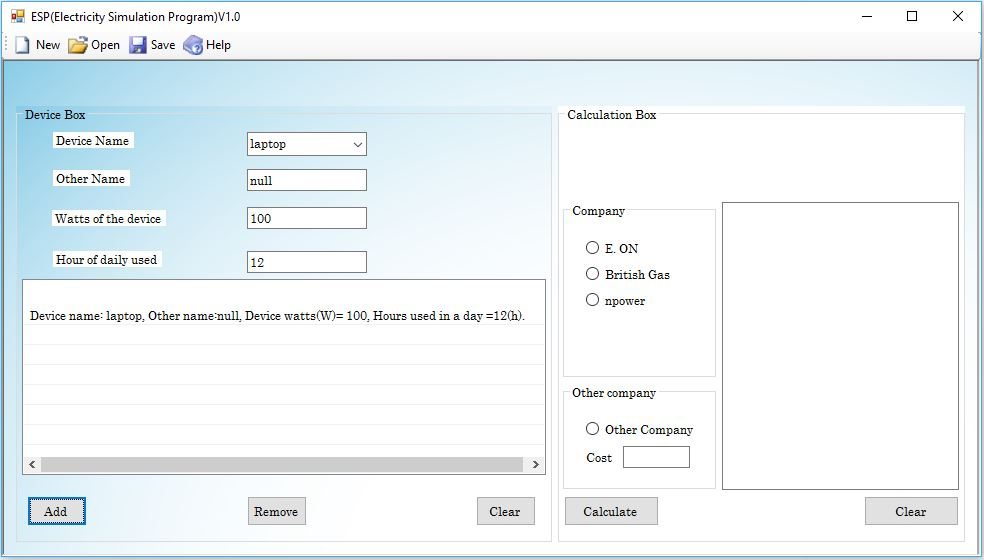 ESP(Electricity Simulation Program)V1.0
New Open Save Help
Device Box
Device Name laptop
Other Name null
Watts of the device 100
Hour of daily used 12
Device name: laptop, Other name:null, Device watts(W)= 100, Hours used in a day =12(h).
Add Remove Clear
Calculation Box
Company
E. ON
British Gas
npower
Other company
Other Company
Cost
Calculate Clear